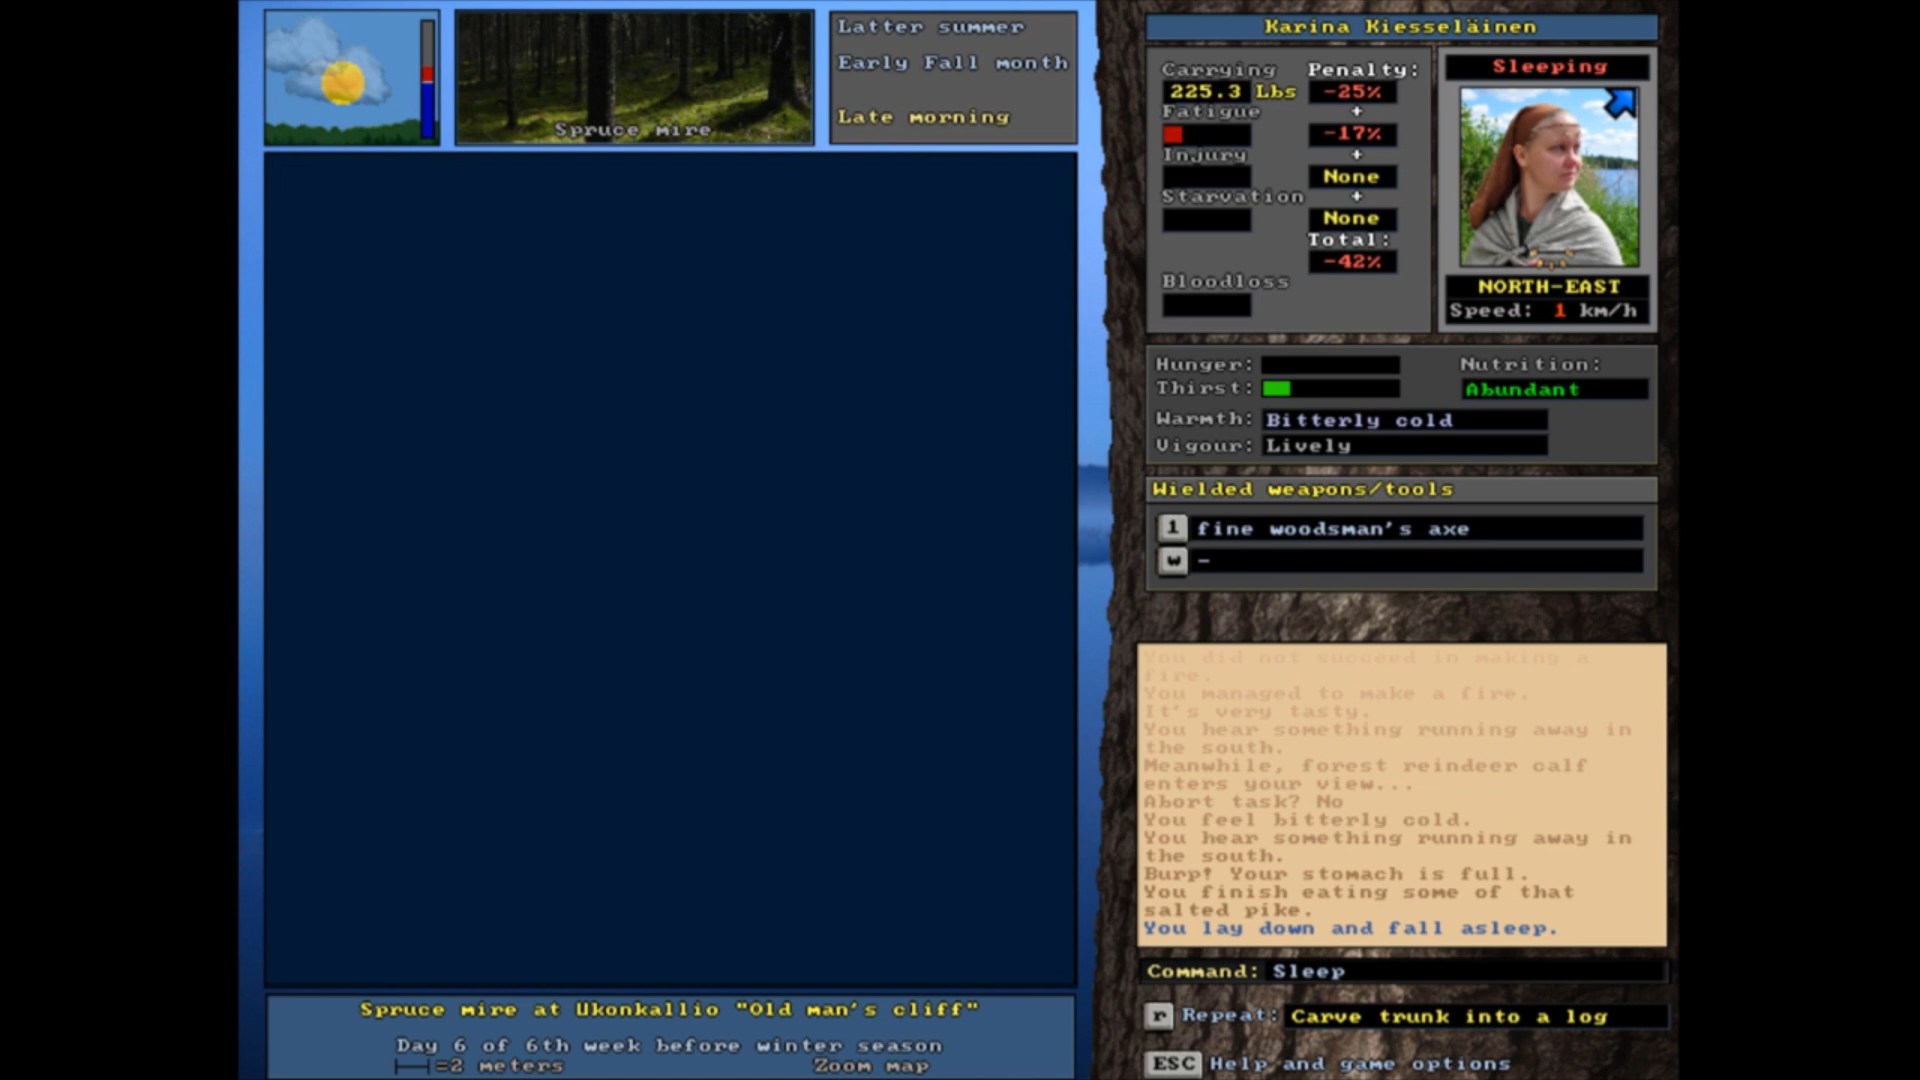 Latter summer
Early Fall month
Late morning
Spruce mire
Karina Kiesseläinen
Carrying
225.3 Lbs
Penalty:
-25%
+
Fatigue
-17%
+
Injury
None
+
Starvation
None
Total:
-42%
Bloodloss
Sleeping
NORTH-EAST
Speed: 1 km/h
Hunger:
Thirst:
Nutrition:
Abundant
Warmth: Bitterly cold
Vigour: Lively
Wielded weapons/tools
1 fine woodsman's axe
w -
You did not succeed in making a
fire.
You managed to make a fire.
It's very tasty.
You hear something running away in
the south.
Meanwhile, forest reindeer calf
enters your view...
Abort task? No
You feel bitterly cold.
You hear something running away in
the south.
Burp! Your stomach is full.
You finish eating some of that
salted pike.
You lay down and fall asleep.
Command: Sleep
r Repeat: Carve trunk into a log
ESC Help and game options
Spruce mire at Ukonkallio "Old man's cliff"
Day 6 of 6th week before winter season
=2 meters
Zoom map